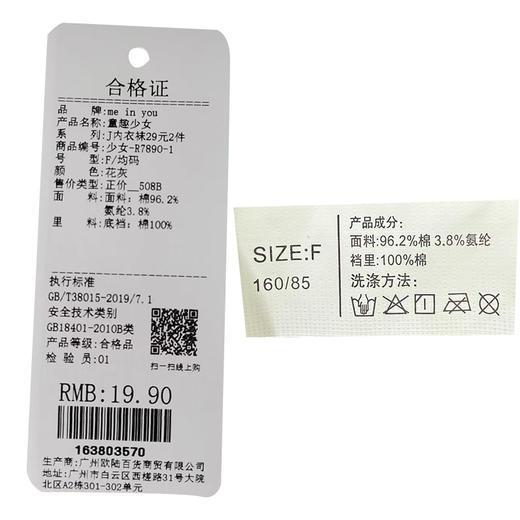 合格证
品 牌:me in you
产品名称:童趣少女
系 列:J内衣袜29元2件
商品编号:少女-R7890-1
号 型:F/均码
颜 色:花灰
售价类型:正价__508B
面 料:面料: 棉96.2%
氨纶3.8%
里 料:底裆: 棉100%
执行标准
GB/T38015-2019/7.1
安全技术类别
GB18401-2010B类
产品等级:合格品
检 验 员:01
扫一扫线上购
RMB:19.90
163803570
生产商:广州欧陆百货商贸有限公司
地址:广州市白云区西槎路31号大院
北区A2栋301-302单元
SIZE:F
160/85
产品成分:
面料:96.2%棉 3.8%氨纶
裆里:100%棉
洗涤方法: